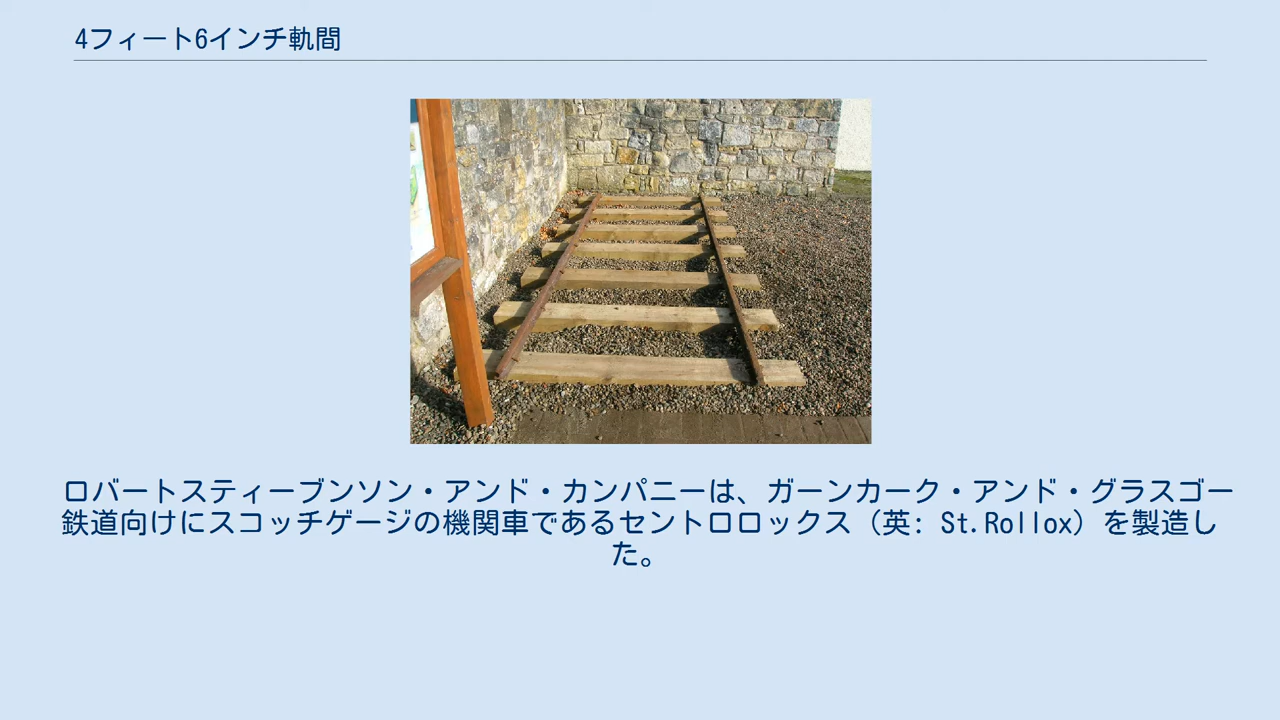 4フィート6インチ軌間
ロバートスティーブンソン・アンド・カンパニーは、ガーンカーク・アンド・グラスゴー
鉄道向けにスコッチゲージの機関車であるセントロロックス（英: St.Rollox）を製造し
た。